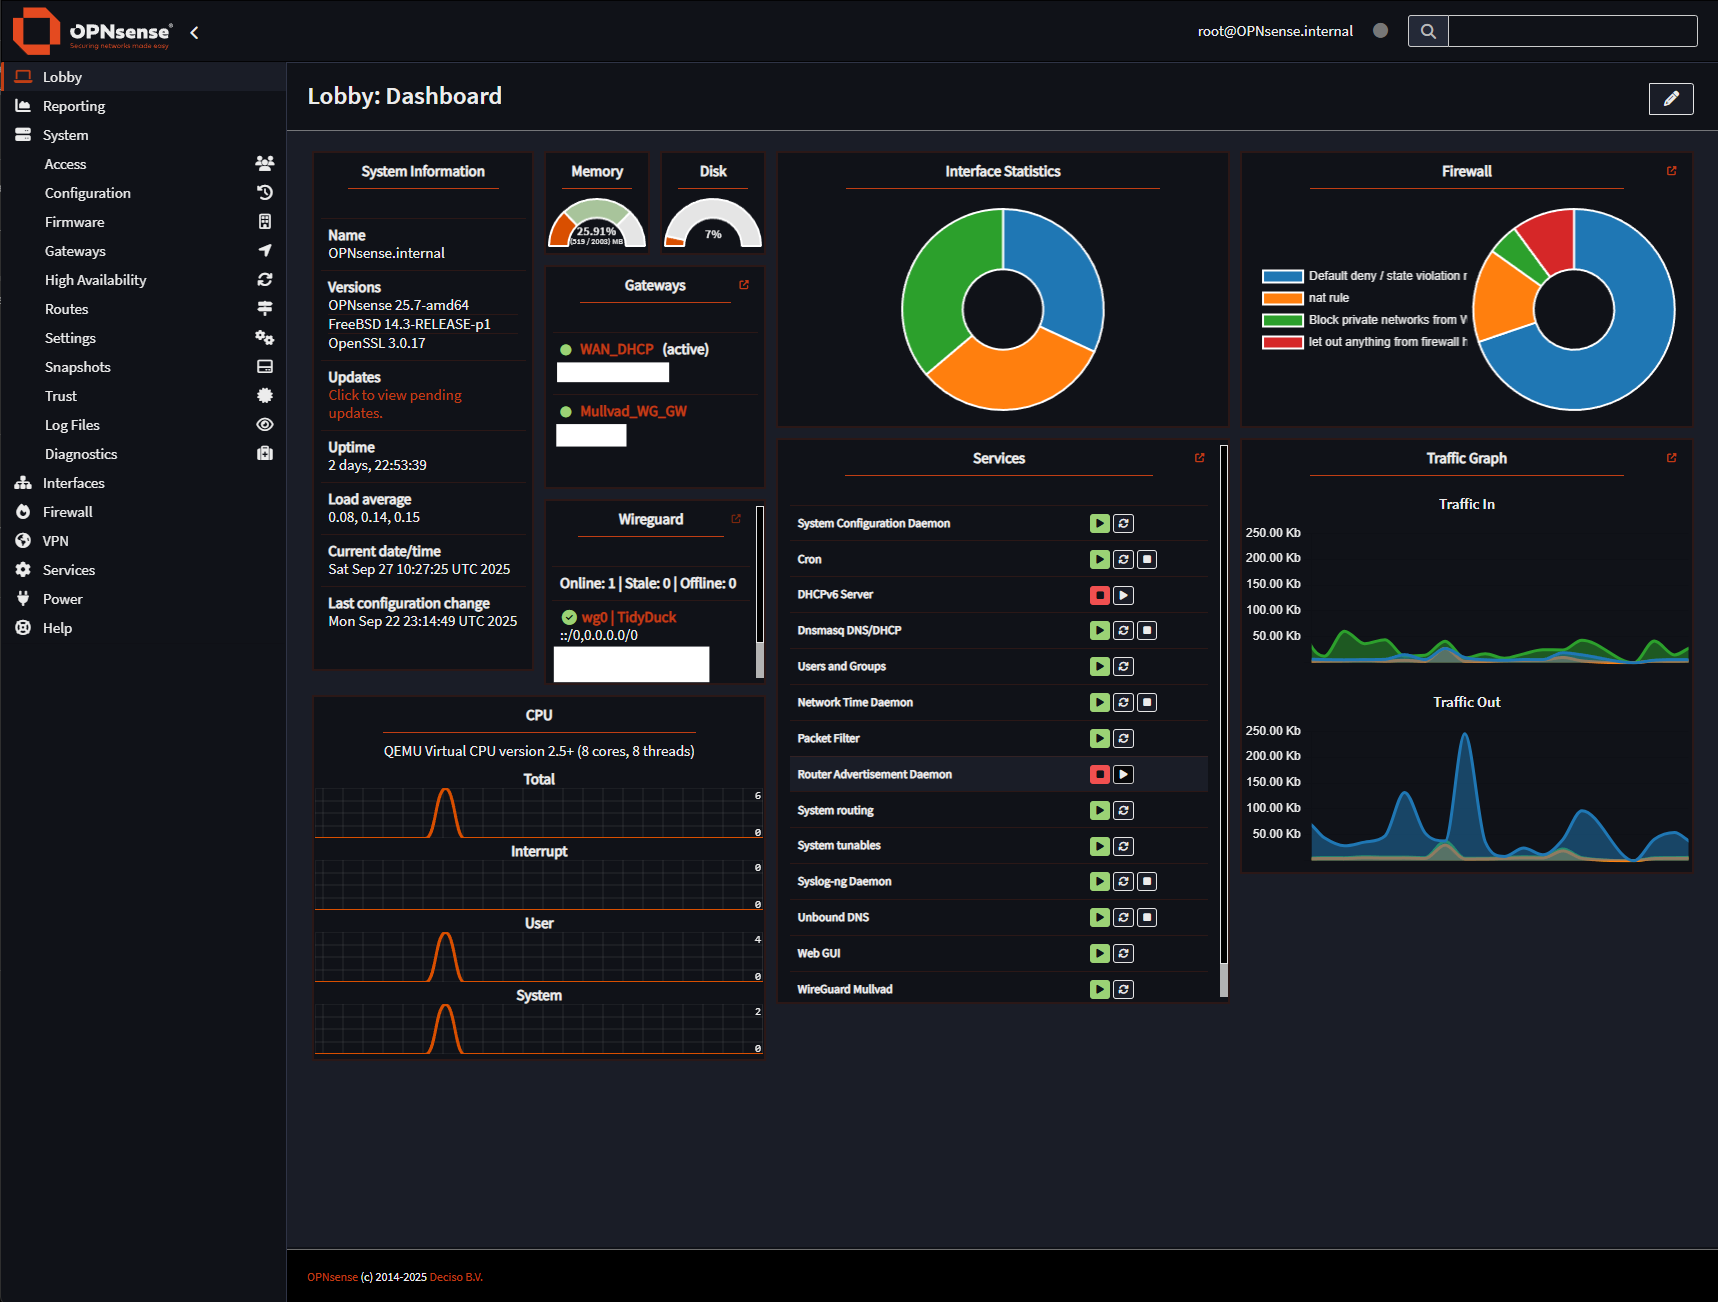 OPNsense®
Securing networks made easy
root@OPNsense.internal
Lobby
Reporting
System
Access
Configuration
Firmware
Gateways
High Availability
Routes
Settings
Snapshots
Trust
Log Files
Diagnostics
Interfaces
Firewall
VPN
Services
Power
Help
Lobby: Dashboard
System Information
Name
OPNsense.internal
Versions
OPNsense 25.7-amd64
FreeBSD 14.3-RELEASE-p1
OpenSSL 3.0.17
Updates
Click to view pending
updates.
Uptime
2 days, 22:53:39
Load average
0.08, 0.14, 0.15
Current date/time
Sat Sep 27 10:27:25 UTC 2025
Last configuration change
Mon Sep 22 23:14:49 UTC 2025
Memory
25.91%
(519 / 2003) MB
Disk
7%
Gateways
WAN_DHCP (active)
Mullvad_WG_GW
Wireguard
Online: 1 | Stale: 0 | Offline: 0
wg0 | TidyDuck
::/0,0.0.0.0/0
CPU
QEMU Virtual CPU version 2.5+ (8 cores, 8 threads)
Total
6
0
Interrupt
0
0
User
4
0
System
2
0
Interface Statistics
Services
System Configuration Daemon
Cron
DHCPv6 Server
Dnsmasq DNS/DHCP
Users and Groups
Network Time Daemon
Packet Filter
Router Advertisement Daemon
System routing
System tunables
Syslog-ng Daemon
Unbound DNS
Web GUI
WireGuard Mullvad
Firewall
Default deny / state violation r
nat rule
Block private networks from W
let out anything from firewall h
Traffic Graph
Traffic In
250.00 Kb
200.00 Kb
150.00 Kb
100.00 Kb
50.00 Kb
Traffic Out
250.00 Kb
200.00 Kb
150.00 Kb
100.00 Kb
50.00 Kb
OPNsense (c) 2014-2025 Deciso B.V.